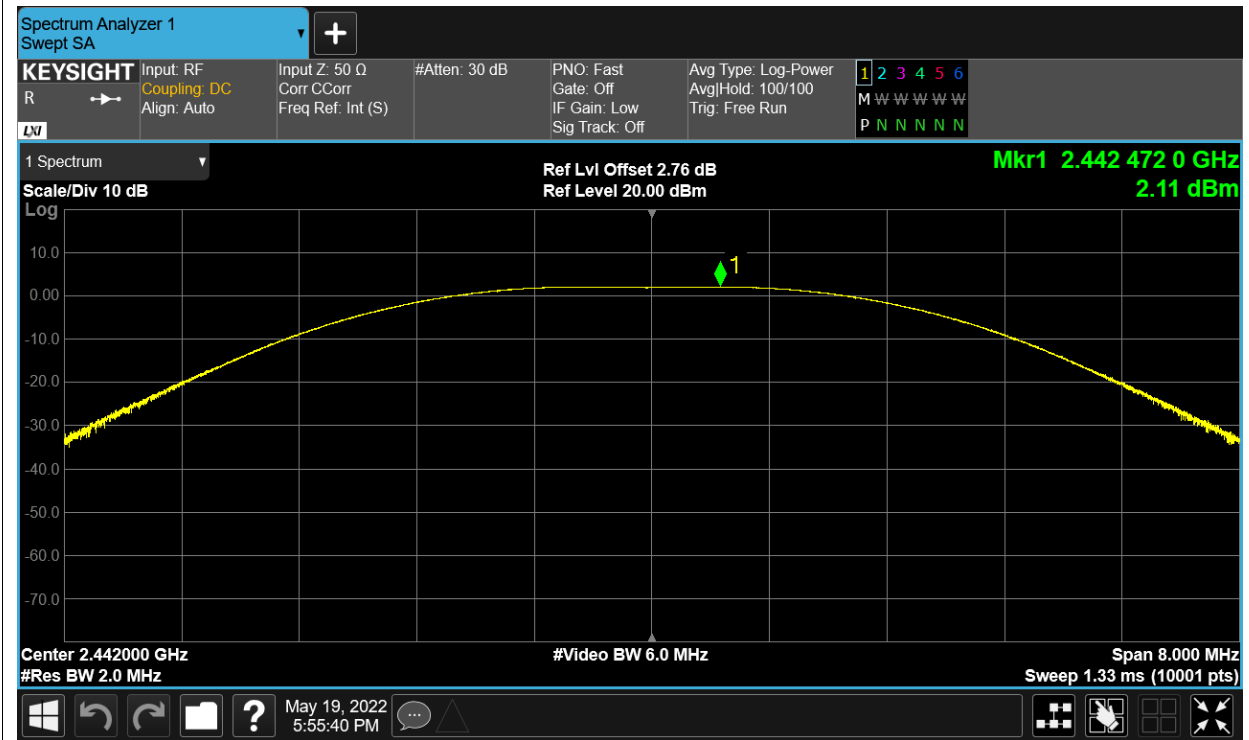 Spectrum Analyzer 1
Swept SA
KEYSIGHT
R
LXI
Input: RF
Coupling: DC
Align: Auto
Input Z: 50 Ω
Corr CCorr
Freq Ref: Int (S)
#Atten: 30 dB
PNO: Fast
Gate: Off
IF Gain: Low
Sig Track: Off
Avg Type: Log-Power
Avg|Hold: 100/100
Trig: Free Run
1 2 3 4 5 6
M W W W W W
P N N N N N
1 Spectrum
Scale/Div 10 dB
Log
Ref Lvl Offset 2.76 dB
Ref Level 20.00 dBm
Mkr1 2.442 472 0 GHz
2.11 dBm
10.0
0.00
-10.0
-20.0
-30.0
-40.0
-50.0
-60.0
-70.0
1
Center 2.442000 GHz
#Res BW 2.0 MHz
#Video BW 6.0 MHz
Span 8.000 MHz
Sweep 1.33 ms (10001 pts)
?
May 19, 2022
5:55:40 PM